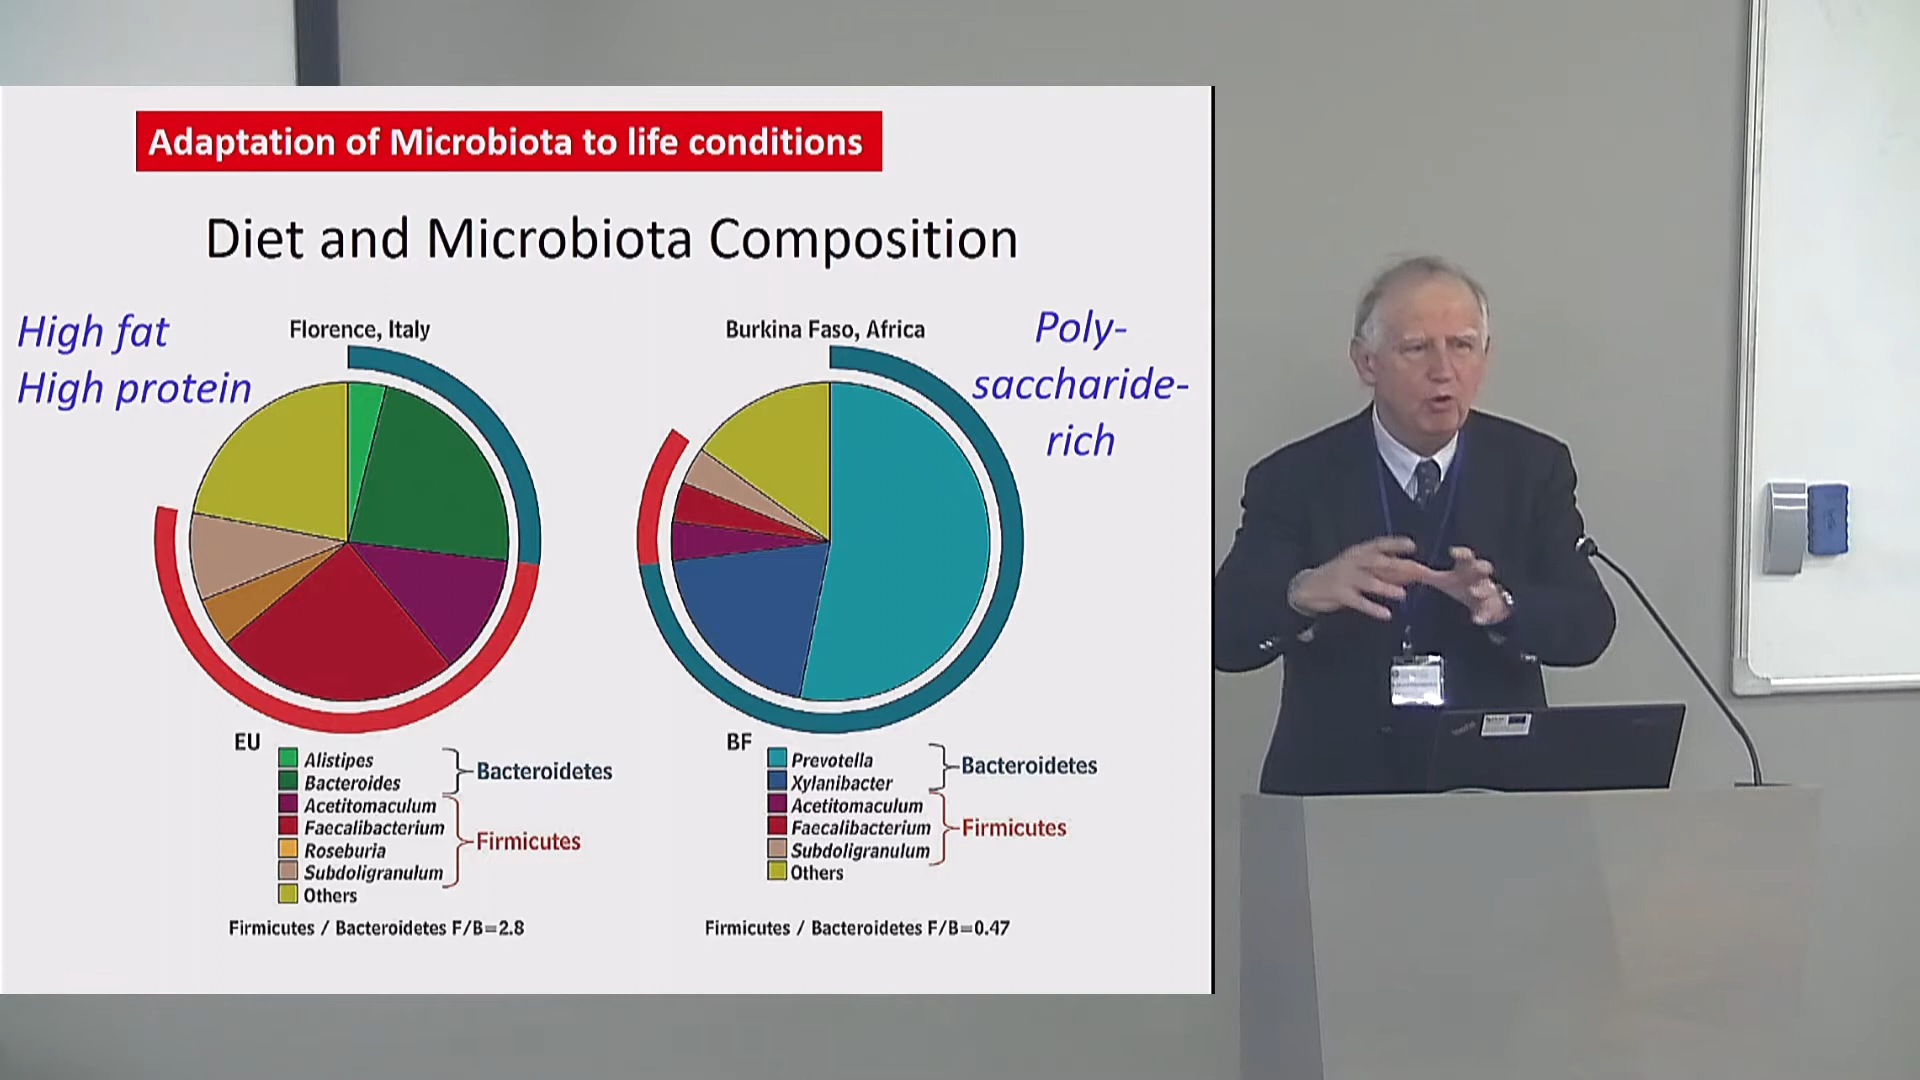 Adaptation of Microbiota to life conditions
Diet and Microbiota Composition
High fat
High protein
Florence, Italy
Burkina Faso, Africa
Poly-
saccharide-
rich
EU
Alistipes
Bacteroides
Bacteroidetes
Acetitomaculum
Faecalibacterium
Roseburia
Subdoligranulum
Firmicutes
Others
Firmicutes / Bacteroidetes F/B=2.8
BF
Prevotella
Xylanibacter
Bacteroidetes
Acetitomaculum
Faecalibacterium
Subdoligranulum
Firmicutes
Others
Firmicutes / Bacteroidetes F/B=0.47